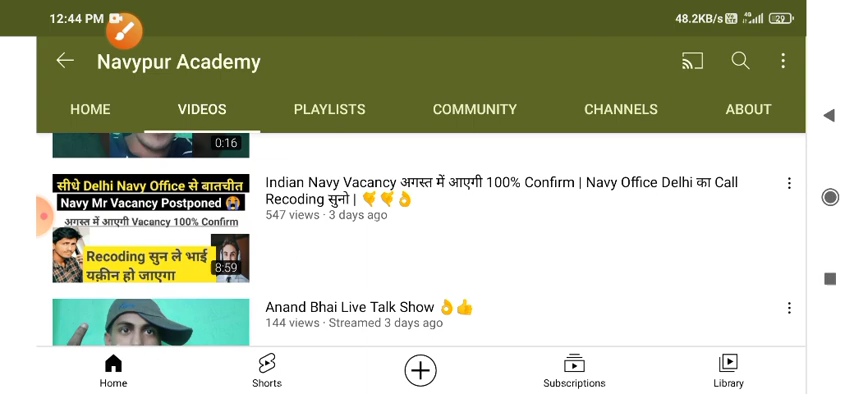 12:44 PM
48.2KB/s
4G
29
Navypur Academy
HOME
VIDEOS
PLAYLISTS
COMMUNITY
CHANNELS
ABOUT
0:16
सीधे Delhi Navy Office से बातचीत
Navy Mr Vacancy Postponed 😭
अगस्त में आएगी Vacancy 100% Confirm
Recoding सुन ले भाई
यक़ीन हो जाएगा
8:59
Indian Navy Vacancy अगस्त में आएगी 100% Confirm | Navy Office Delhi का Call
Recoding सुनो | 🤙🤙👌
547 views · 3 days ago
Anand Bhai Live Talk Show 👌👍
144 views · Streamed 3 days ago
Home
Shorts
Subscriptions
Library